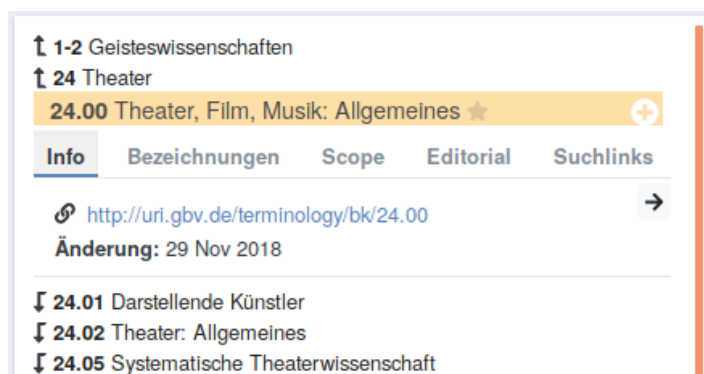 1-2 Geisteswissenschaften
24 Theater
24.00 Theater, Film, Musik: Allgemeines
Info Bezeichnungen Scope Editorial Suchlinks
http://uri.gbv.de/terminology/bk/24.00
Änderung: 29 Nov 2018
24.01 Darstellende Künstler
24.02 Theater: Allgemeines
24.05 Systematische Theaterwissenschaft